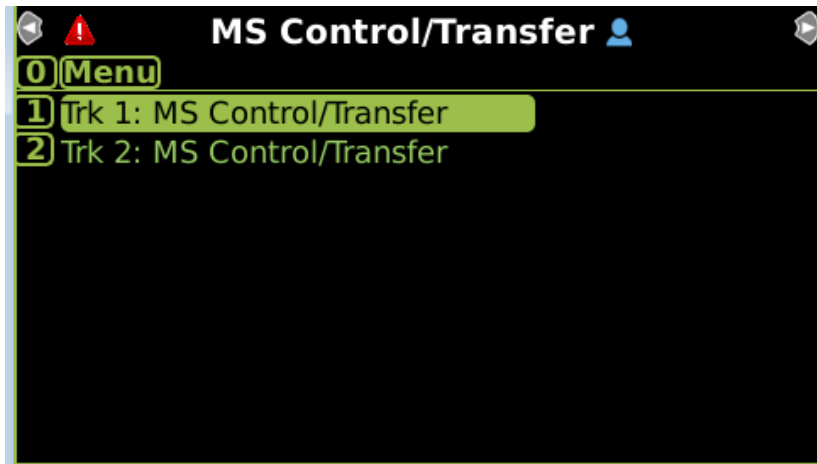 MS Control/Transfer
0 Menu
1 Trk 1: MS Control/Transfer
2 Trk 2: MS Control/Transfer